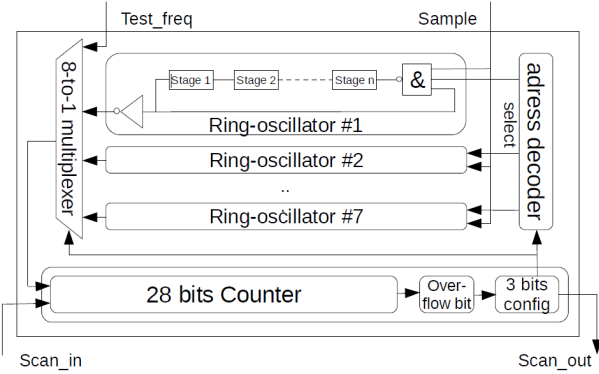 Test_freq
Sample
8-to-1 multiplexer
Stage 1
Stage 2
Stage n
&
Ring-oscillator #1
adress decoder
select
Ring-oscillator #2
..
Ring-oscillator #7
28 bits Counter
Over-
flow bit
3 bits
config
Scan_in
Scan_out